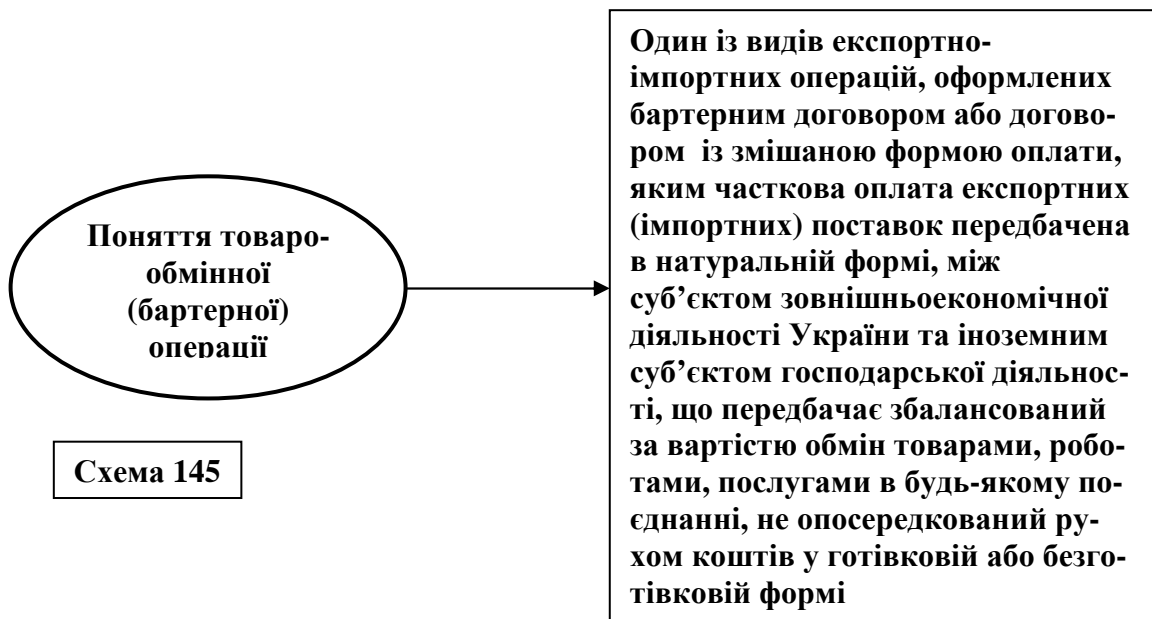 Поняття товаро-
обмінної
(бартерної)
операції
Схема 145
Один із видів експортно-
імпортних операцій, оформлених
бартерним договором або догово-
ром із змішаною формою оплати,
яким часткова оплата експортних
(імпортних) поставок передбачена
в натуральній формі, між
суб’єктом зовнішньоекономічної
діяльності України та іноземним
суб’єктом господарської діяльнос-
ті, що передбачає збалансований
за вартістю обмін товарами, робо-
тами, послугами в будь-якому по-
єднанні, не опосередкований ру-
хом коштів у готівковій або безго-
тівковій формі